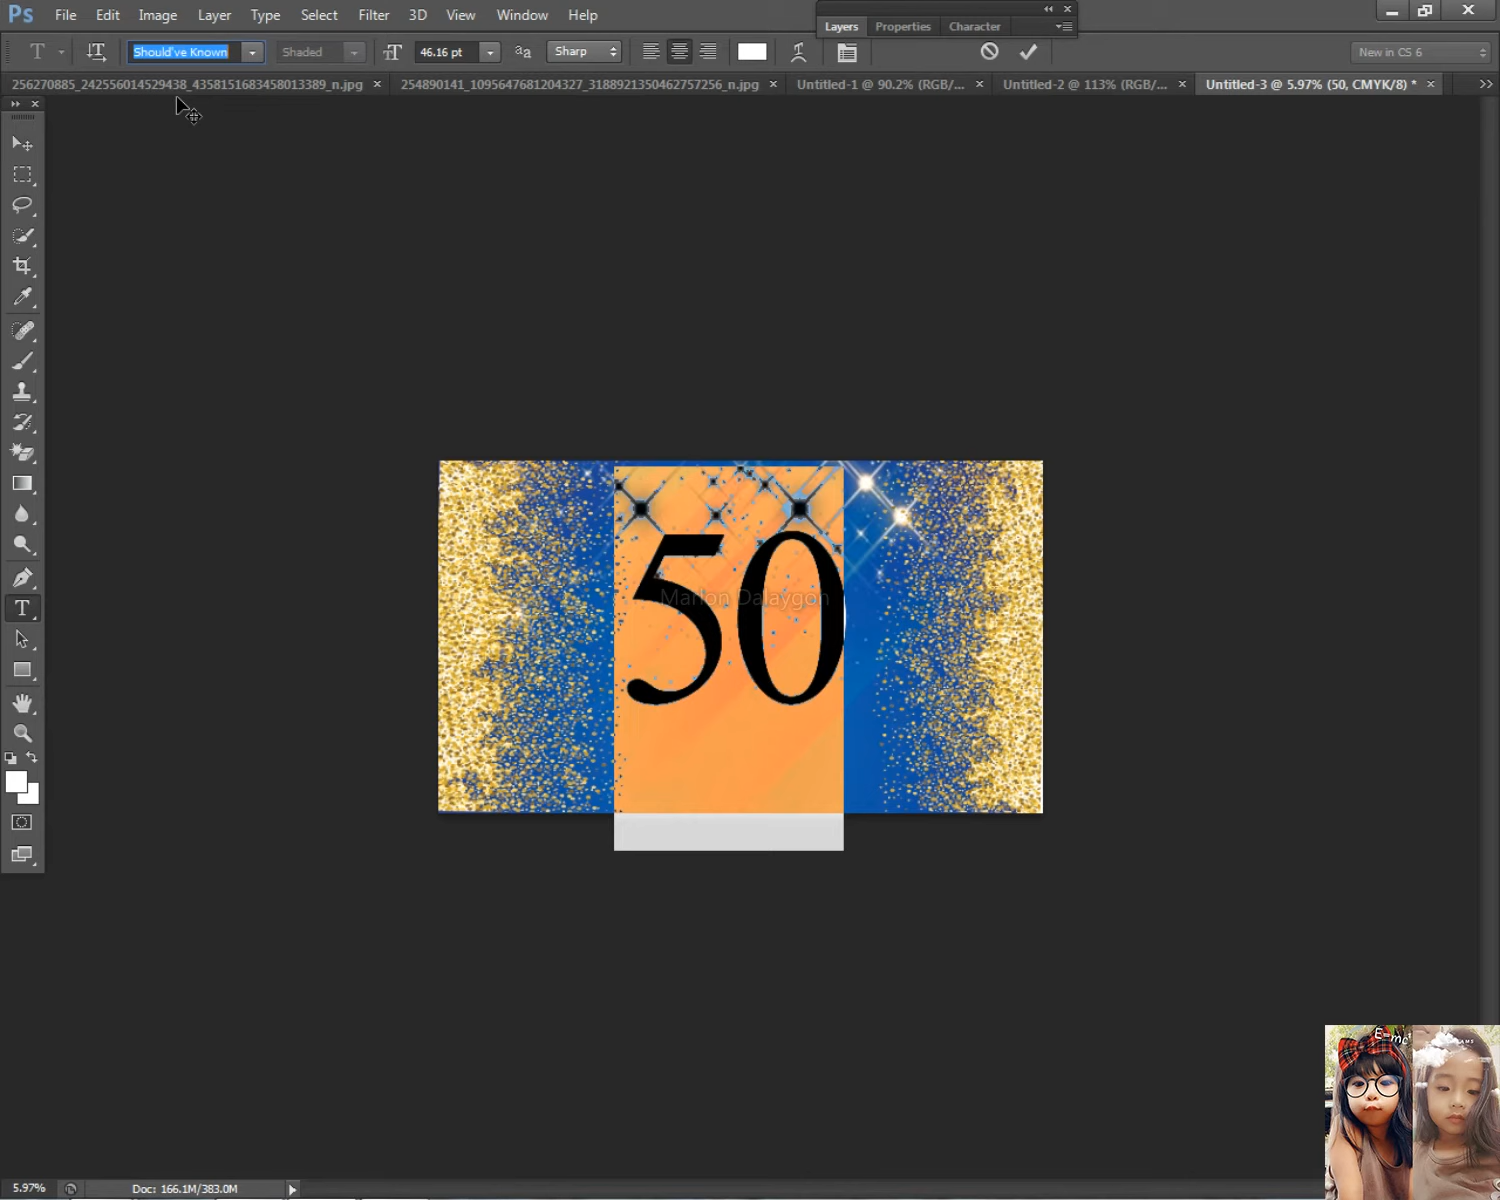 Ps File Edit Image Layer Type Select Filter 3D View Window Help
Layers Properties Character
T Should've Known Shaded 46.16 pt aa Sharp New in CS 6
256270885_242556014529438_4358151683458013389_n.jpg 254890141_1095647681204327_3188921350462757256_n.jpg Untitled-1 @ 90.2% (RGB/... Untitled-2 @ 113% (RGB/... Untitled-3 @ 5.97% (50, CMYK/8) *
50
Marlon Dalaygon
T
E=mc²
5.97% Doc: 166.1M/383.0M